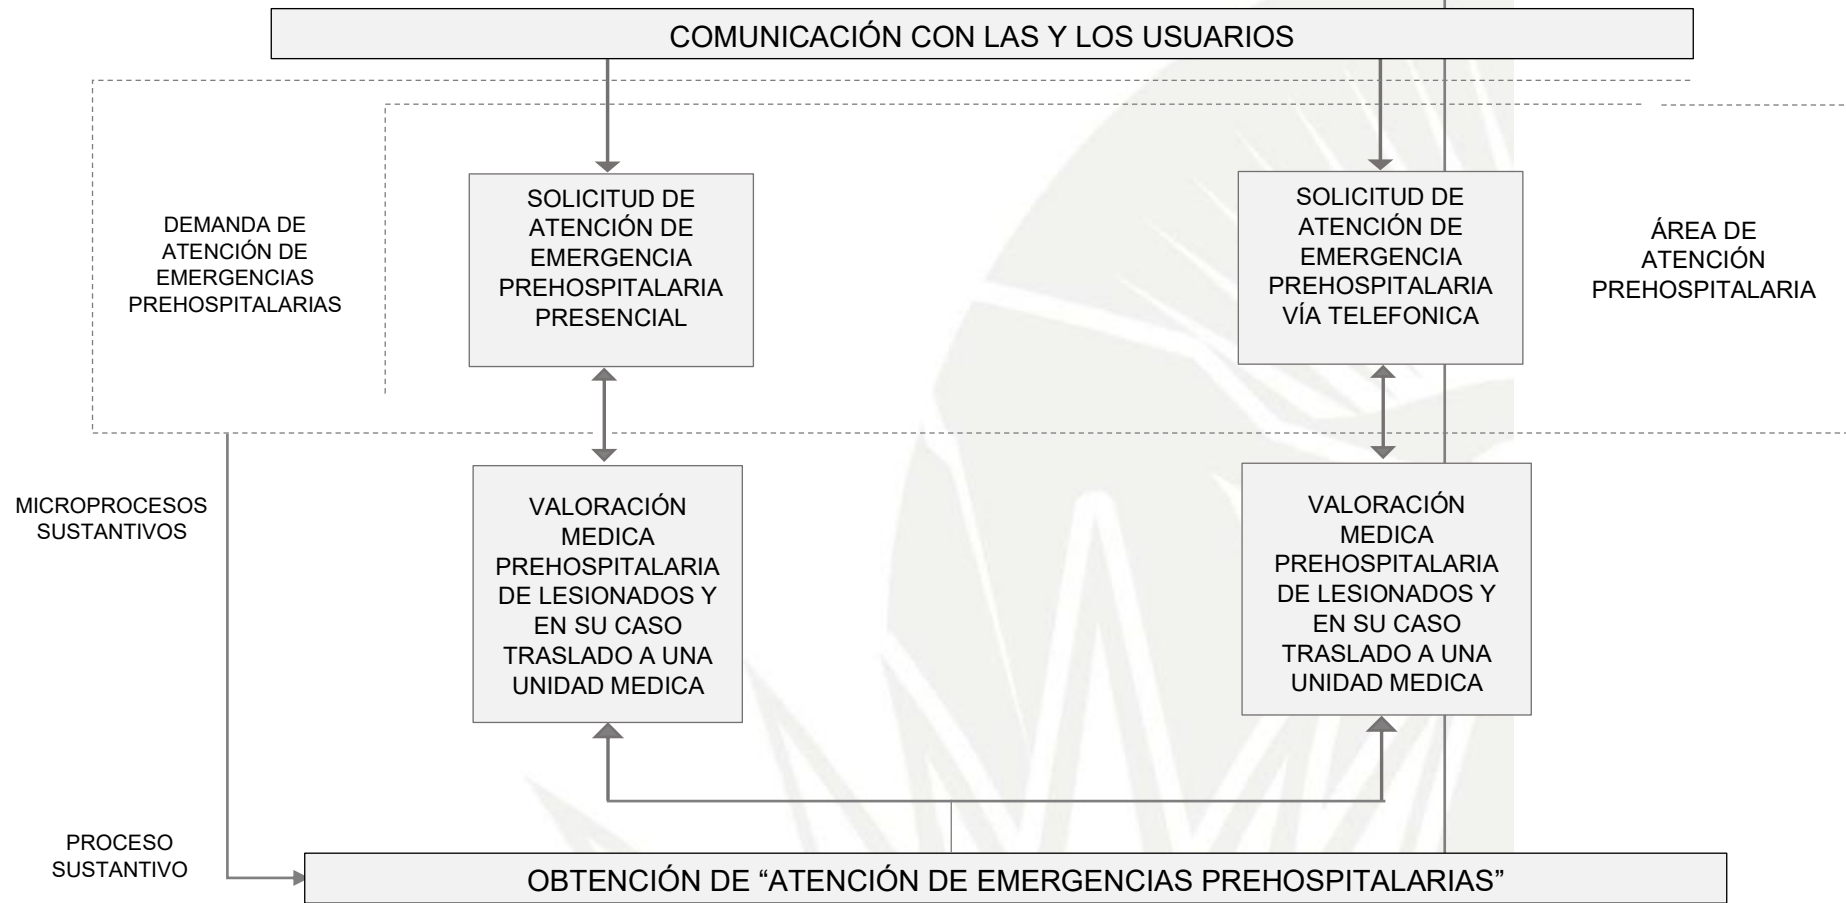 COMUNICACIÓN CON LAS Y LOS USUARIOS
DEMANDA DE
ATENCIÓN DE
EMERGENCIAS
PREHOSPITALARIAS
SOLICITUD DE
ATENCIÓN DE
EMERGENCIA
PREHOSPITALARIA
PRESENCIAL
SOLICITUD DE
ATENCIÓN DE
EMERGENCIA
PREHOSPITALARIA
VÍA TELEFONICA
ÁREA DE
ATENCIÓN
PREHOSPITALARIA
MICROPROCESOS
SUSTANTIVOS
VALORACIÓN
MEDICA
PREHOSPITALARIA
DE LESIONADOS Y
EN SU CASO
TRASLADO A UNA
UNIDAD MEDICA
VALORACIÓN
MEDICA
PREHOSPITALARIA
DE LESIONADOS Y
EN SU CASO
TRASLADO A UNA
UNIDAD MEDICA
PROCESO
SUSTANTIVO
OBTENCIÓN DE “ATENCIÓN DE EMERGENCIAS PREHOSPITALARIAS”